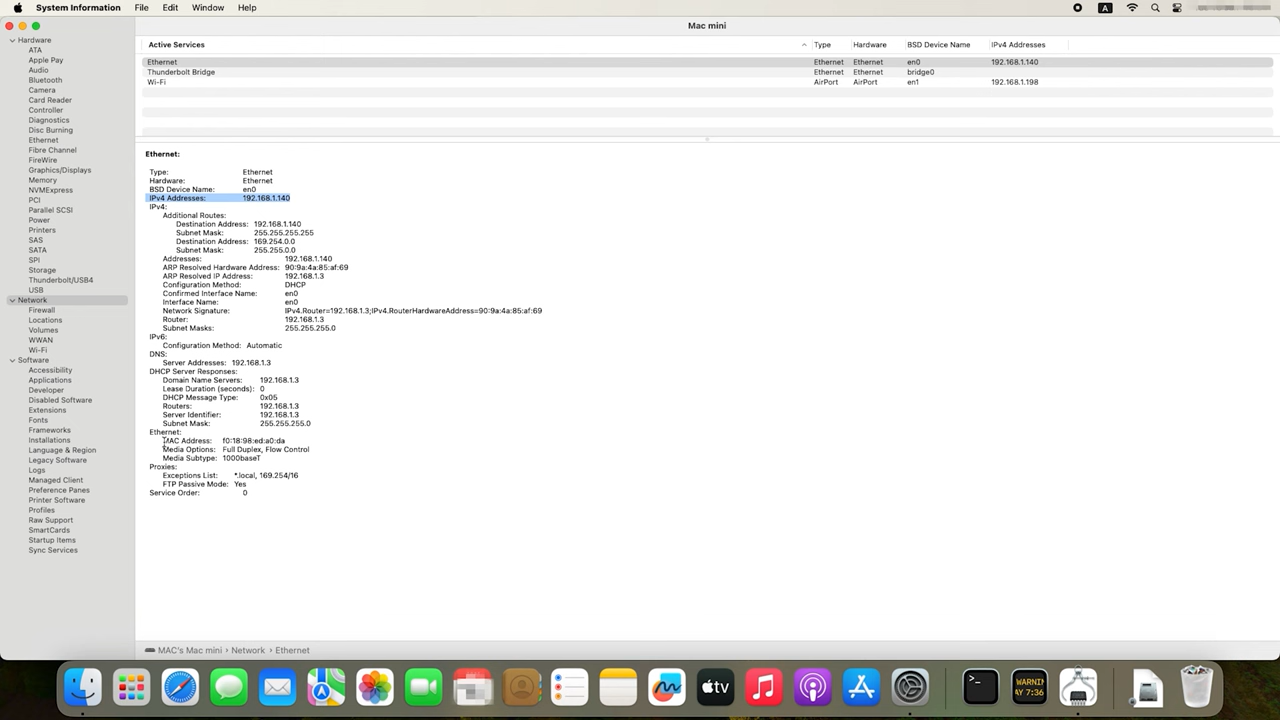 System Information File Edit Window Help A
Mac mini
Hardware
ATA
Apple Pay
Audio
Bluetooth
Camera
Card Reader
Controller
Diagnostics
Disc Burning
Ethernet
Fibre Channel
FireWire
Graphics/Displays
Memory
NVMExpress
PCI
Parallel SCSI
Power
Printers
SAS
SATA
SPI
Storage
Thunderbolt/USB4
USB
Network
Firewall
Locations
Volumes
WWAN
Wi-Fi
Software
Accessibility
Applications
Developer
Disabled Software
Extensions
Fonts
Frameworks
Installations
Language & Region
Legacy Software
Logs
Managed Client
Preference Panes
Printer Software
Profiles
Raw Support
SmartCards
Startup Items
Sync Services
Active Services Type Hardware BSD Device Name IPv4 Addresses
Ethernet Ethernet Ethernet en0 192.168.1.140
Thunderbolt Bridge Ethernet Ethernet bridge0
Wi-Fi AirPort AirPort en1 192.168.1.198
Ethernet:
Type: Ethernet
Hardware: Ethernet
BSD Device Name: en0
IPv4 Addresses: 192.168.1.140
IPv4:
Additional Routes:
Destination Address: 192.168.1.140
Subnet Mask: 255.255.255.255
Destination Address: 169.254.0.0
Subnet Mask: 255.255.0.0
Addresses: 192.168.1.140
ARP Resolved Hardware Address: 90:9a:4a:85:af:69
ARP Resolved IP Address: 192.168.1.3
Configuration Method: DHCP
Confirmed Interface Name: en0
Interface Name: en0
Network Signature: IPv4.Router=192.168.1.3;IPv4.RouterHardwareAddress=90:9a:4a:85:af:69
Router: 192.168.1.3
Subnet Masks: 255.255.255.0
IPv6:
Configuration Method: Automatic
DNS:
Server Addresses: 192.168.1.3
DHCP Server Responses:
Domain Name Servers: 192.168.1.3
Lease Duration (seconds): 0
DHCP Message Type: 0x05
Routers: 192.168.1.3
Server Identifier: 192.168.1.3
Subnet Mask: 255.255.255.0
Ethernet:
MAC Address: f0:18:98:ed:a0:da
Media Options: Full Duplex, Flow Control
Media Subtype: 1000baseT
Proxies:
Exceptions List: *.local, 169.254/16
FTP Passive Mode: Yes
Service Order: 0
MAC's Mac mini › Network › Ethernet
tv
>_
WARNIN
AY 7:36